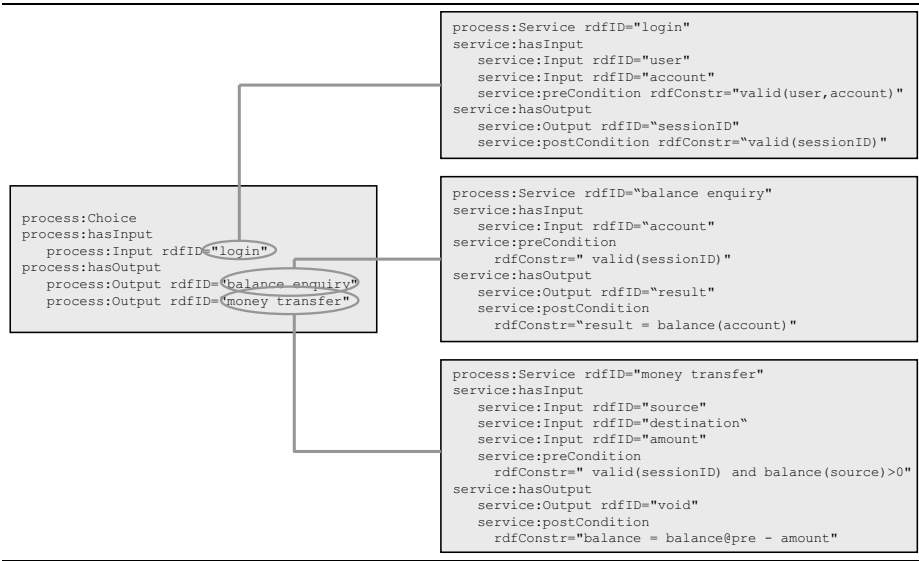 process:Choice
process:hasInput
process:Input rdfID="login"
process:hasOutput
process:Output rdfID="balance enquiry"
process:Output rdfID="money transfer"
process:Service rdfID="login"
service:hasInput
service:Input rdfID="user"
service:Input rdfID="account"
service:preCondition rdfConstr="valid(user,account)"
service:hasOutput
service:Output rdfID=“sessionID"
service:postCondition rdfConstr=“valid(sessionID)"
process:Service rdfID=“balance enquiry"
service:hasInput
service:Input rdfID=“account"
service:preCondition
rdfConstr=" valid(sessionID)"
service:hasOutput
service:Output rdfID=“result"
service:postCondition
rdfConstr=“result = balance(account)"
process:Service rdfID="money transfer"
service:hasInput
service:Input rdfID="source"
service:Input rdfID="destination“
service:Input rdfID="amount"
service:preCondition
rdfConstr=" valid(sessionID) and balance(source)>0"
service:hasOutput
service:Output rdfID="void"
service:postCondition
rdfConstr="balance = balance@pre - amount"